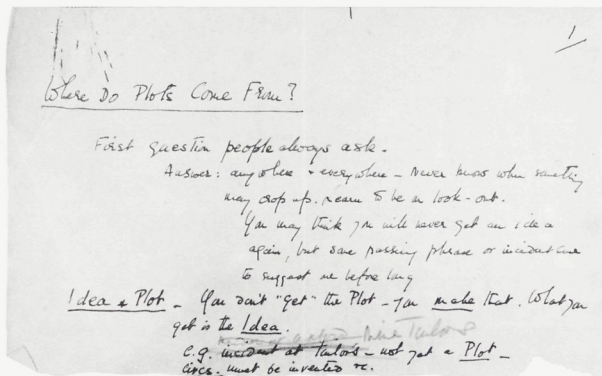 1
Where Do Plots Come From?
First question people always ask.
Answer: anywhere & everywhere – Never know when something
may crop up. Learn to be on look-out.
You may think you will never get an idea
again, but some passing phrase or incident
to suggest one before long
Idea & Plot – You don't "get" the Plot – you make that. What you
get is the Idea.
Nine Tailors
e.g. incident at Tailor's – not yet a Plot –
circs. must be invented &c.